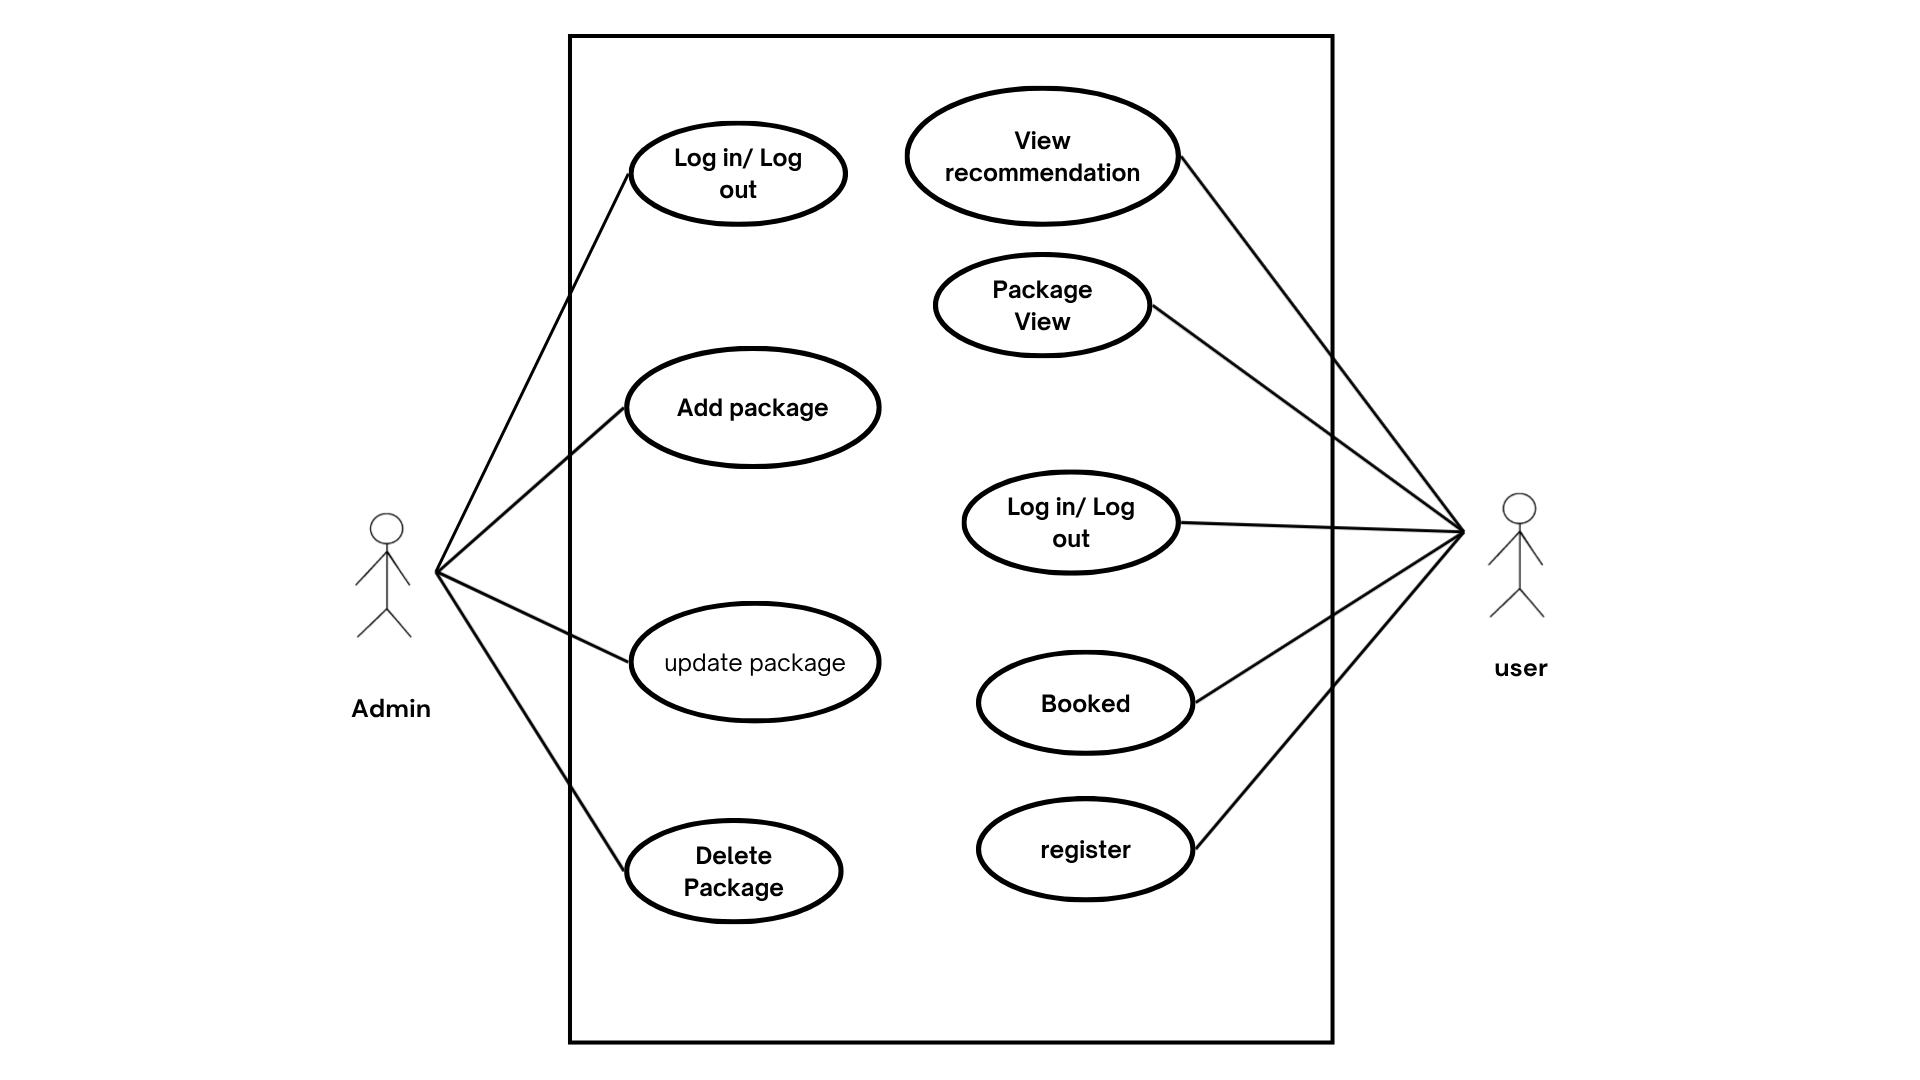 Log in/ Log
out
Add package
update package
Delete
Package
Admin
View
recommendation
Package
View
Log in/ Log
out
Booked
register
user